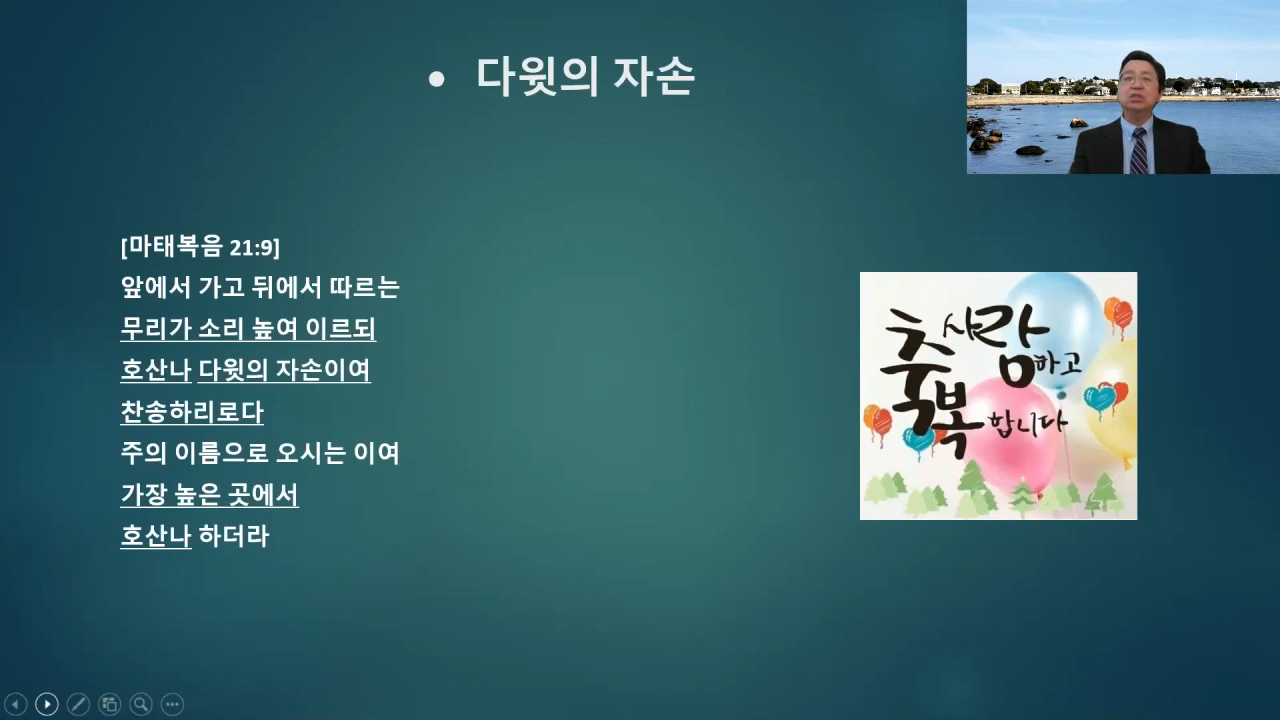 • 다윗의 자손
[마태복음 21:9]
앞에서 가고 뒤에서 따르는
무리가 소리 높여 이르되
호산나 다윗의 자손이여
찬송하리로다
주의 이름으로 오시는 이여
가장 높은 곳에서
호산나 하더라
사랑하고
축복합니다